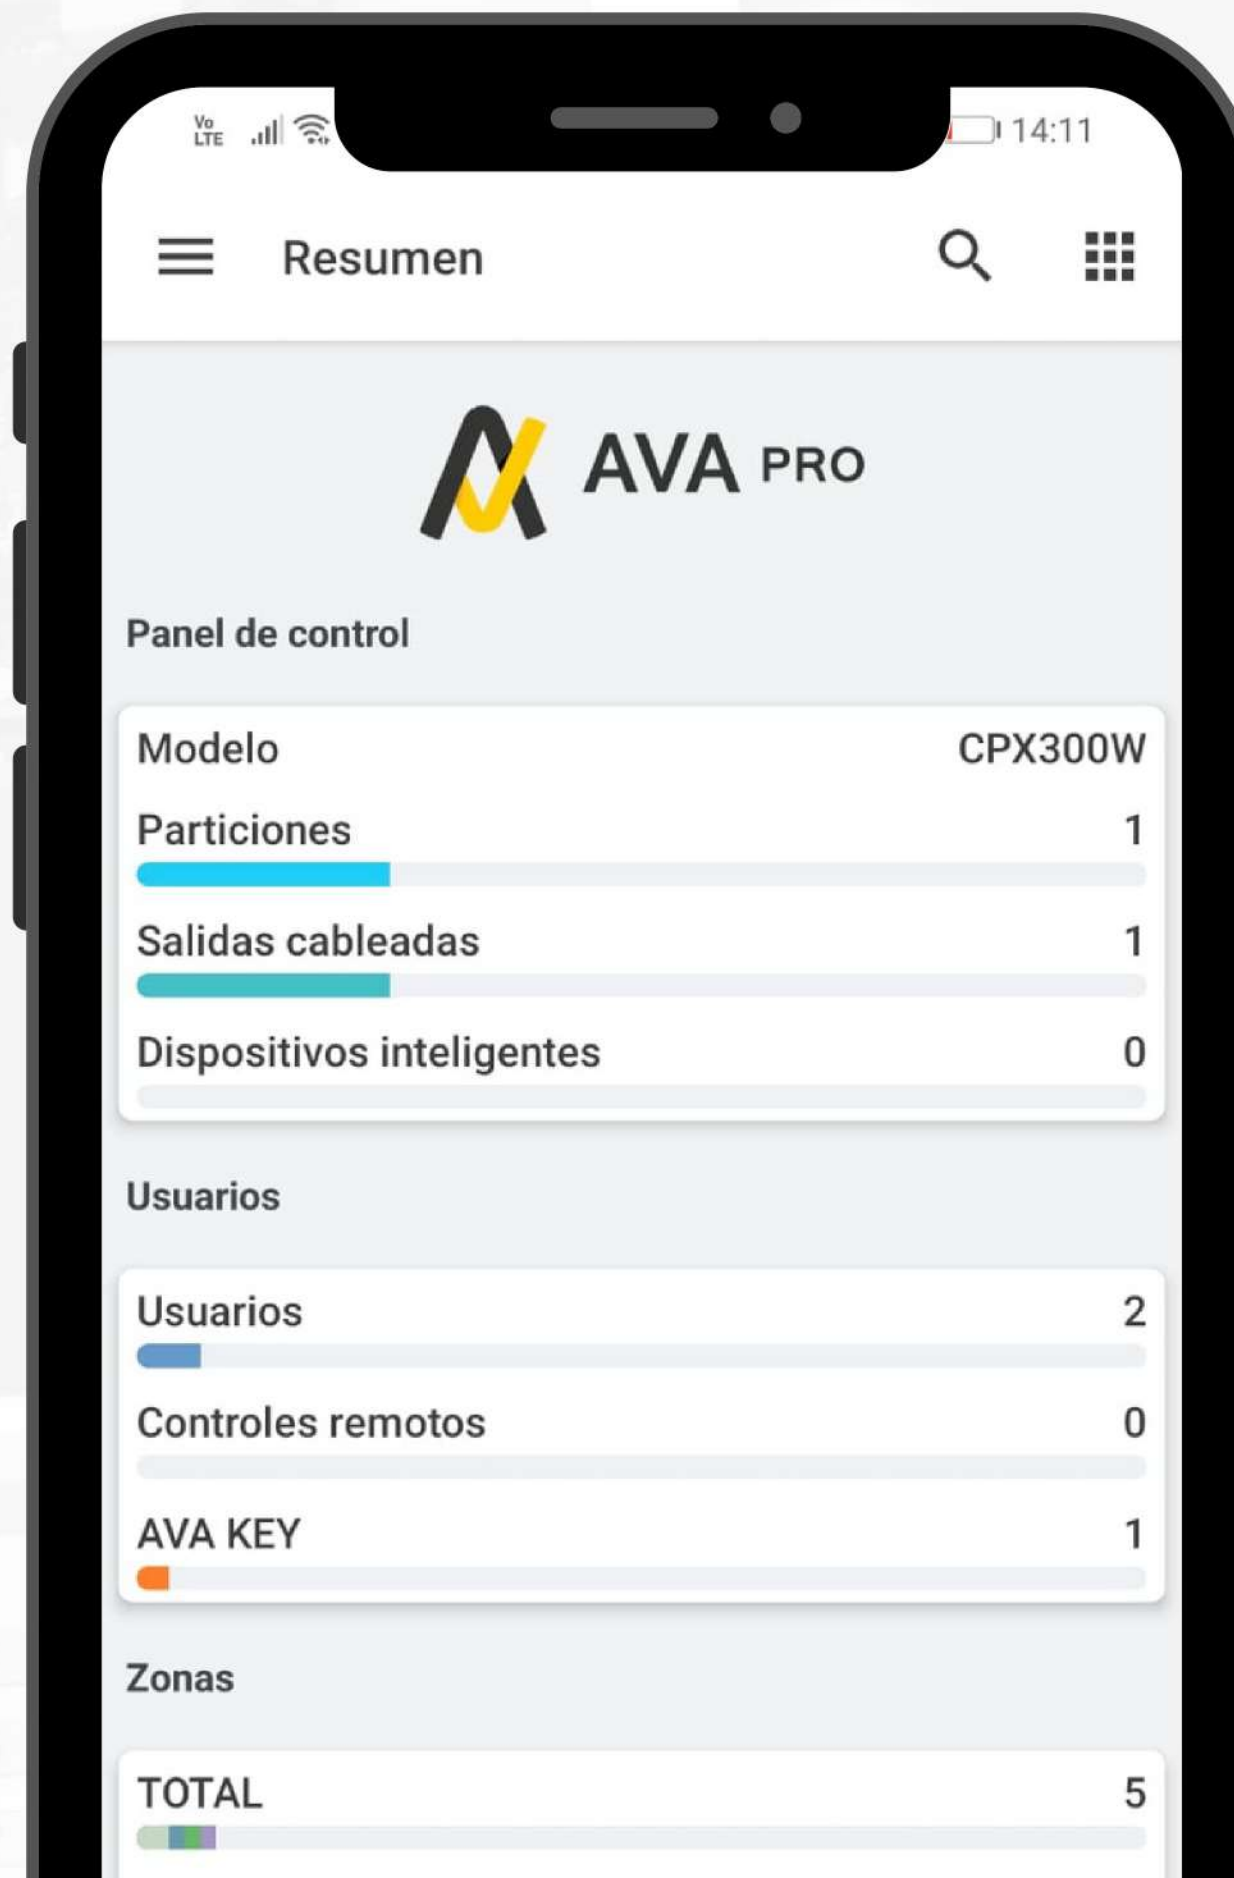 Vo
LTE
14:11
Resumen
AVA PRO
Panel de control
Modelo CPX300W
Particiones 1
Salidas cableadas 1
Dispositivos inteligentes 0
Usuarios
Usuarios 2
Controles remotos 0
AVA KEY 1
Zonas
TOTAL 5